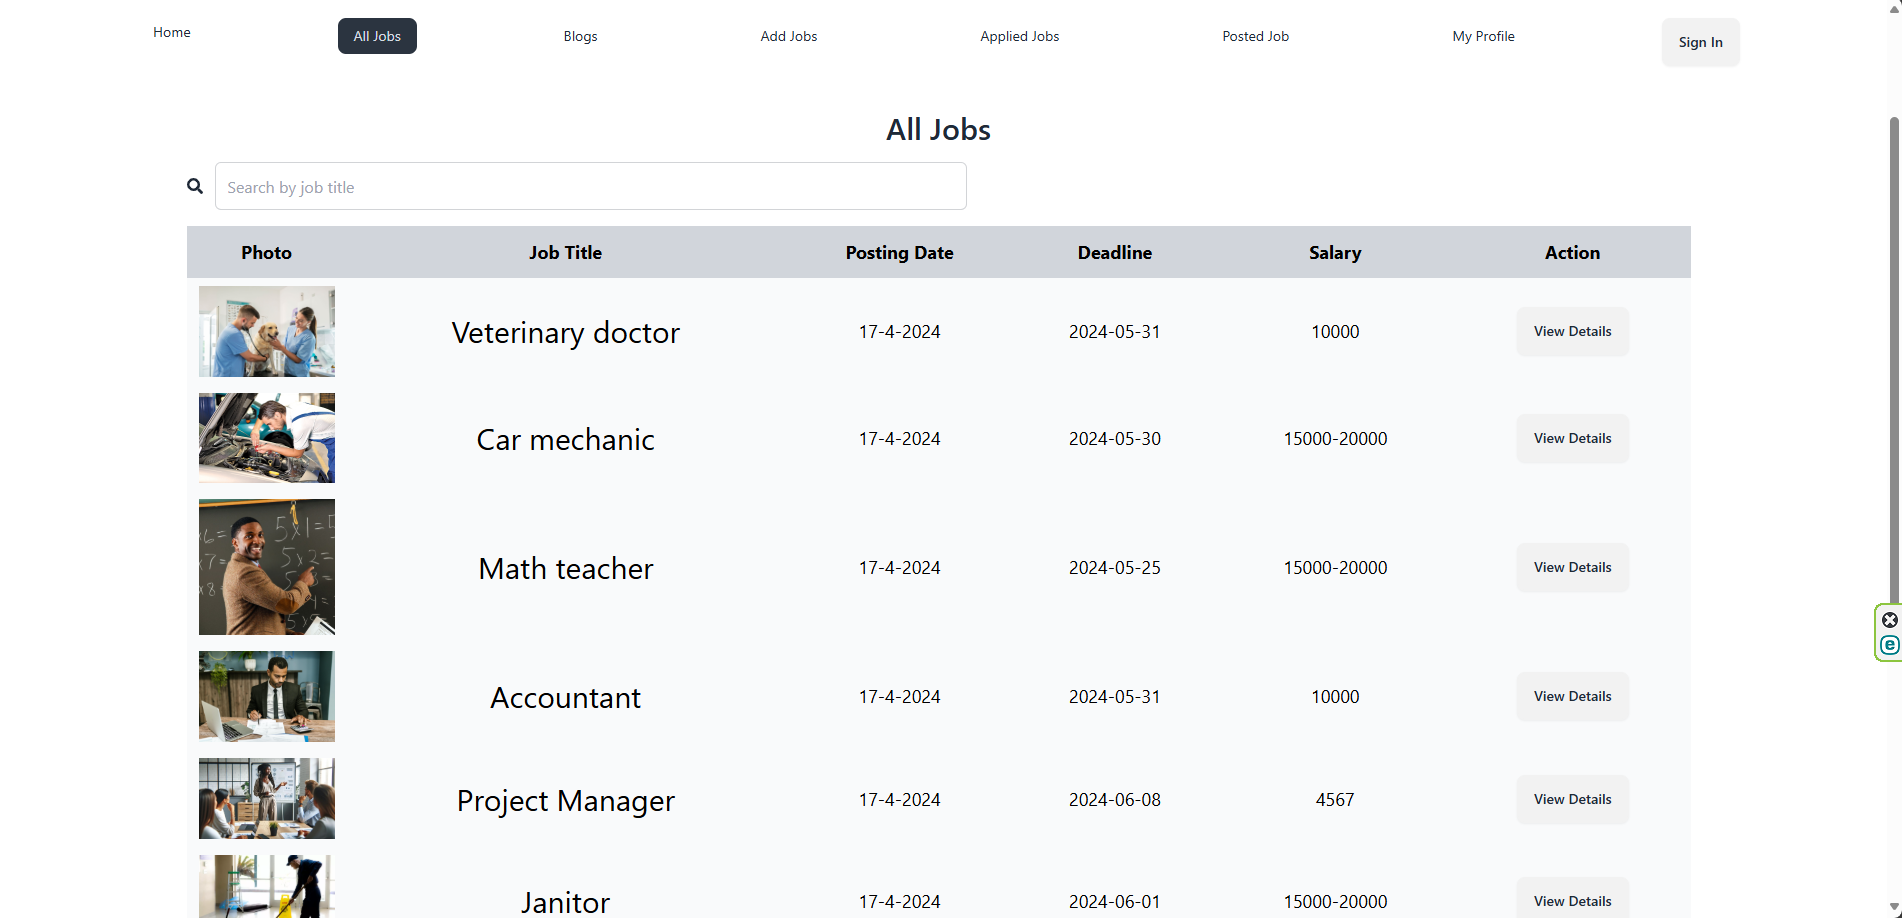 Home All Jobs Blogs Add Jobs Applied Jobs Posted Job My Profile Sign In
All Jobs
Search by job title
Photo Job Title Posting Date Deadline Salary Action
Veterinary doctor 17-4-2024 2024-05-31 10000 View Details
Car mechanic 17-4-2024 2024-05-30 15000-20000 View Details
Math teacher 17-4-2024 2024-05-25 15000-20000 View Details
Accountant 17-4-2024 2024-05-31 10000 View Details
Project Manager 17-4-2024 2024-06-08 4567 View Details
Janitor 17-4-2024 2024-06-01 15000-20000 View Details